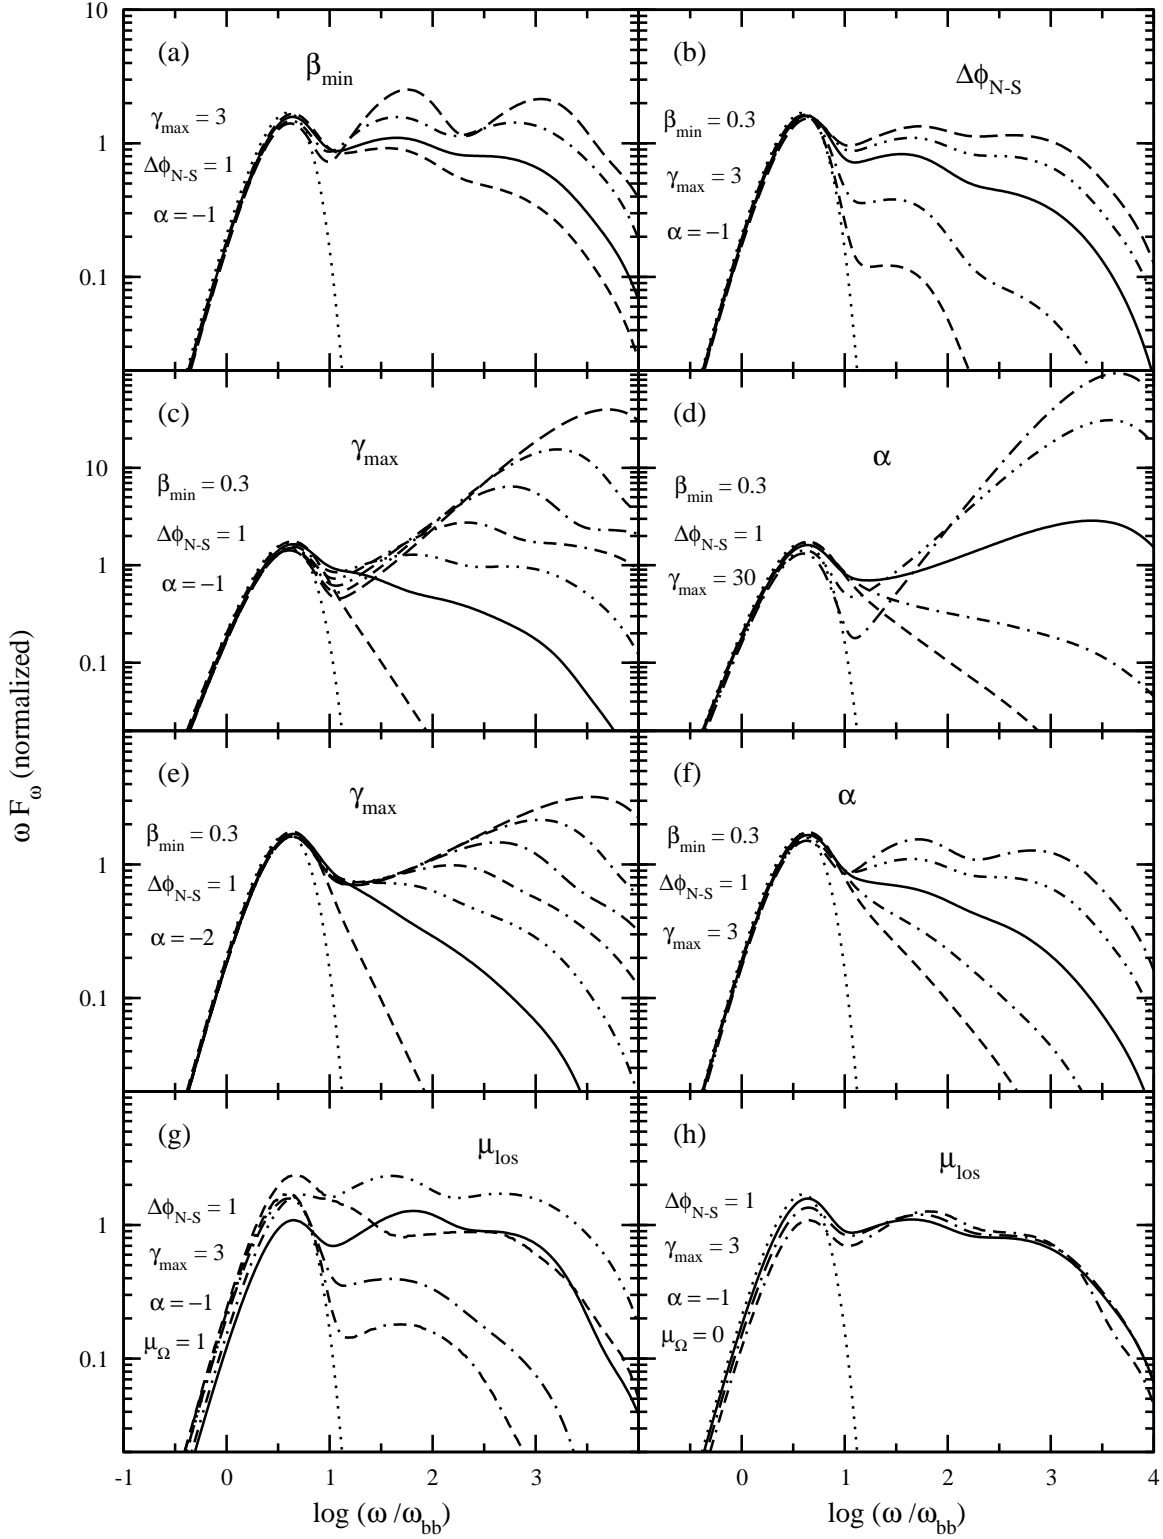 10
(a)
β_min
γ_max = 3
Δϕ_N-S = 1
α = −1
1
0.1
(b)
Δϕ_N-S
β_min = 0.3
γ_max = 3
α = −1
(c)
γ_max
β_min = 0.3
Δϕ_N-S = 1
α = −1
10
1
0.1
(d)
α
β_min = 0.3
Δϕ_N-S = 1
γ_max = 30
ω F_ω (normalized)
(e)
γ_max
β_min = 0.3
Δϕ_N-S = 1
α = −2
1
0.1
(f)
α
β_min = 0.3
Δϕ_N-S = 1
γ_max = 3
(g)
μ_los
Δϕ_N-S = 1
γ_max = 3
α = −1
μ_Ω = 1
1
0.1
(h)
μ_los
Δϕ_N-S = 1
γ_max = 3
α = −1
μ_Ω = 0
-1 0 1 2 3
0 1 2 3 4
log (ω /ω_bb)
log (ω /ω_bb)